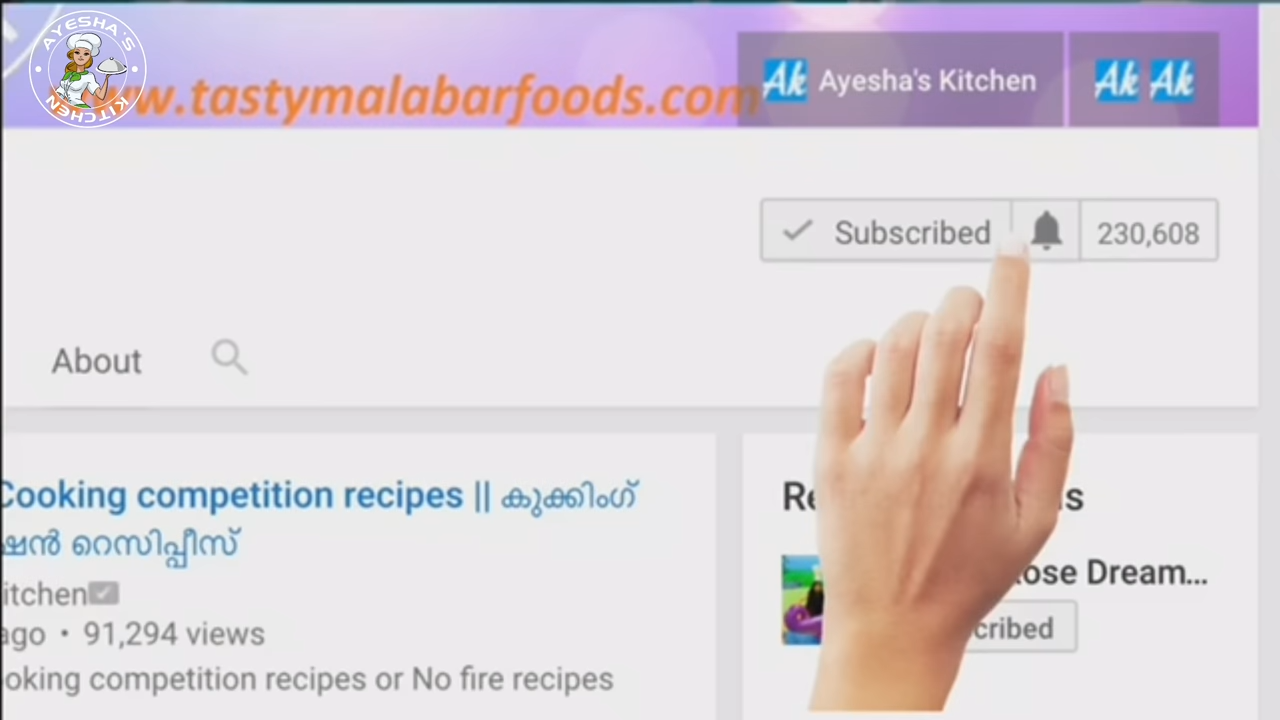 AYESHA'S
KITCHEN
w.tastymalabarfoods.com
Ak Ayesha's Kitchen
Ak Ak
Subscribed
230,608
About
Cooking competition recipes || കുക്കിംഗ്
ഷൻ റെസിപ്പീസ്
itchen
ago • 91,294 views
oking competition recipes or No fire recipes
Re
s
ose Dream...
cribed